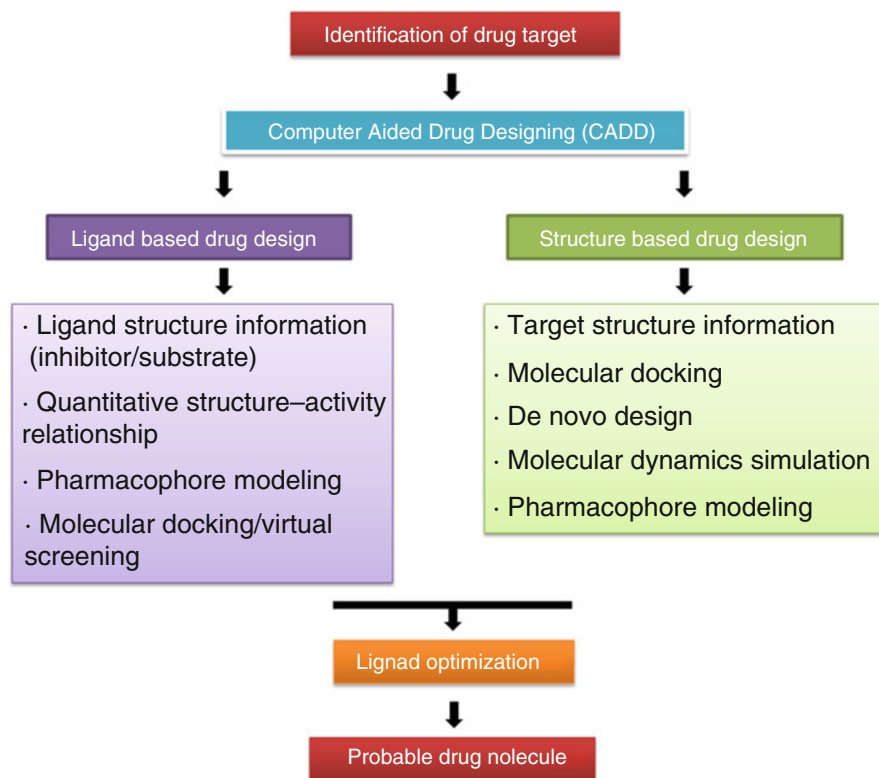 Identification of drug target
Computer Aided Drug Designing (CADD)
Ligand based drug design
· Ligand structure information
(inhibitor/substrate)
· Quantitative structure–activity
relationship
· Pharmacophore modeling
· Molecular docking/virtual
screening
Structure based drug design
· Target structure information
· Molecular docking
· De novo design
· Molecular dynamics simulation
· Pharmacophore modeling
Lignad optimization
Probable drug nolecule